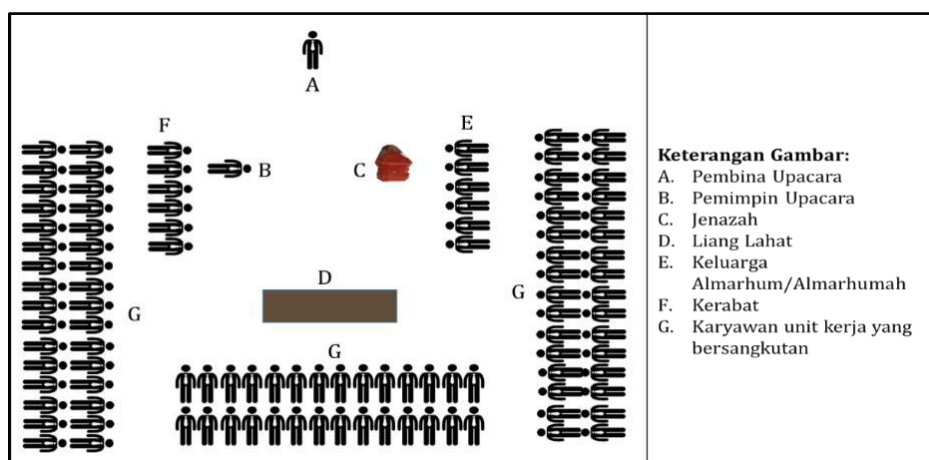 A
F
E
B
C
D
G
G
G
Keterangan Gambar:
A. Pembina Upacara
B. Pemimpin Upacara
C. Jenazah
D. Liang Lahat
E. Keluarga
Almarhum/Almarhumah
F. Kerabat
G. Karyawan unit kerja yang
bersangkutan